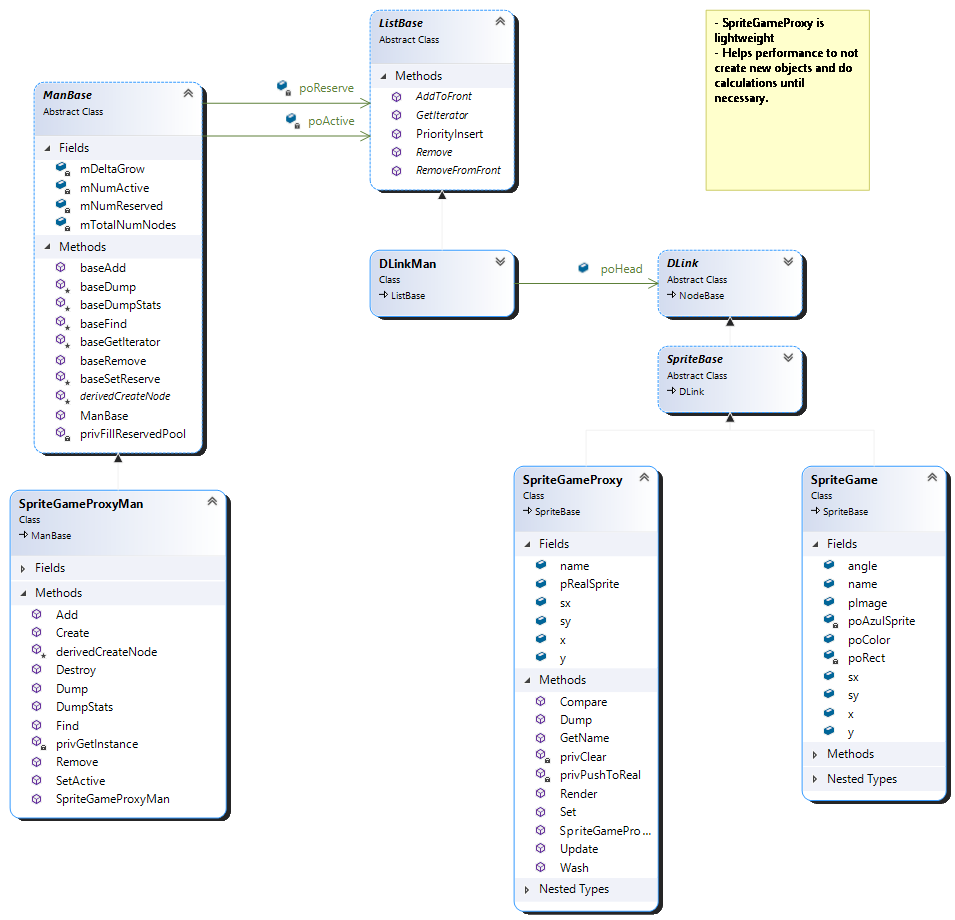 ListBase
Abstract Class
Methods
AddToFront
GetIterator
PriorityInsert
Remove
RemoveFromFront
- SpriteGameProxy is
lightweight
- Helps performance to not
create new objects and do
calculations until
necessary.
ManBase
Abstract Class
Fields
mDeltaGrow
mNumActive
mNumReserved
mTotalNumNodes
Methods
baseAdd
baseDump
baseDumpStats
baseFind
baseGetIterator
baseRemove
baseSetReserve
derivedCreateNode
ManBase
privFillReservedPool
poReserve
poActive
DLinkMan
Class
ListBase
poHead
DLink
Abstract Class
NodeBase
SpriteBase
Abstract Class
DLink
SpriteGameProxyMan
Class
ManBase
Fields
Methods
Add
Create
derivedCreateNode
Destroy
Dump
DumpStats
Find
privGetInstance
Remove
SetActive
SpriteGameProxyMan
SpriteGameProxy
Class
SpriteBase
Fields
name
pRealSprite
sx
sy
x
y
Methods
Compare
Dump
GetName
privClear
privPushToReal
Render
Set
SpriteGamePro...
Update
Wash
Nested Types
SpriteGame
Class
SpriteBase
Fields
angle
name
pImage
poAzulSprite
poColor
poRect
sx
sy
x
y
Methods
Nested Types